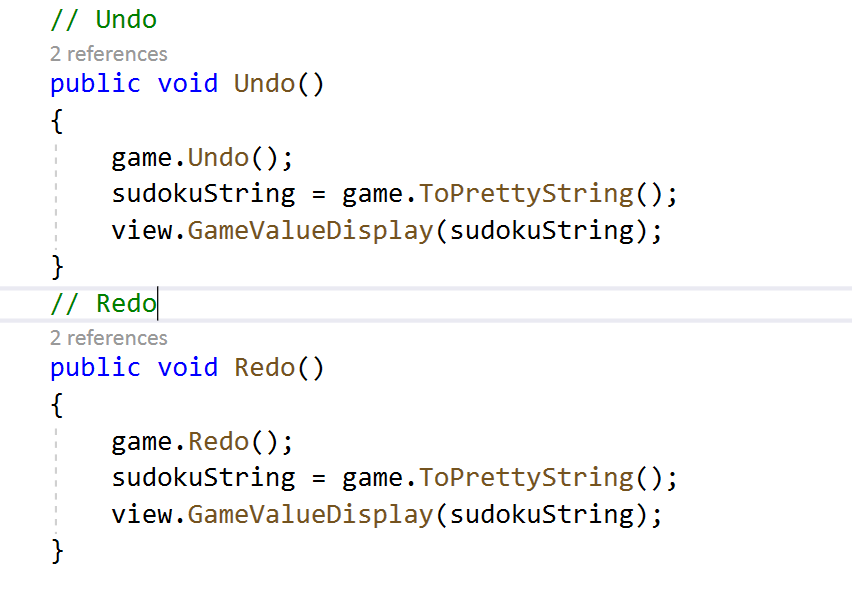 // Undo
2 references
public void Undo()
{
game.Undo();
sudokuString = game.ToPrettyString();
view.GameValueDisplay(sudokuString);
}
// Redo
2 references
public void Redo()
{
game.Redo();
sudokuString = game.ToPrettyString();
view.GameValueDisplay(sudokuString);
}